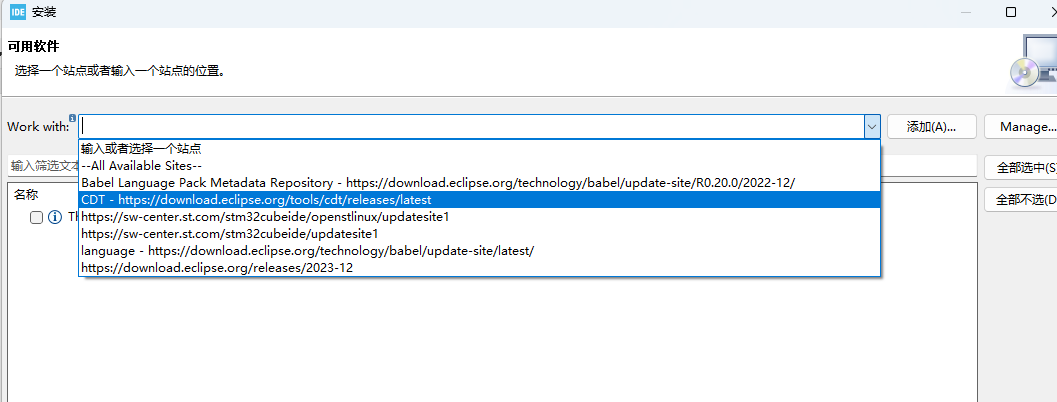 IDE 安装
可用软件
选择一个站点或者输入一个站点的位置。
Work with:
添加(A)...
Manage...
输入或者选择一个站点
输入筛选文本
--All Available Sites--
全部选中(S)
Babel Language Pack Metadata Repository - https://download.eclipse.org/technology/babel/update-site/R0.20.0/2022-12/
名称
CDT - https://download.eclipse.org/tools/cdt/releases/latest
全部不选(D
Th
https://sw-center.st.com/stm32cubeide/openstlinux/updatesite1
https://sw-center.st.com/stm32cubeide/updatesite1
language - https://download.eclipse.org/technology/babel/update-site/latest/
https://download.eclipse.org/releases/2023-12